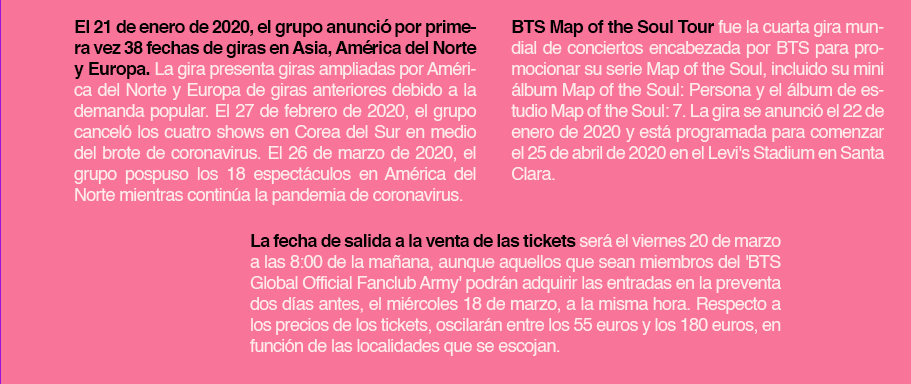 El 21 de enero de 2020, el grupo anunció por prime-
ra vez 38 fechas de giras en Asia, América del Norte
y Europa. La gira presenta giras ampliadas por Améri-
ca del Norte y Europa de giras anteriores debido a la
demanda popular. El 27 de febrero de 2020, el grupo
canceló los cuatro shows en Corea del Sur en medio
del brote de coronavirus. El 26 de marzo de 2020, el
grupo pospuso los 18 espectáculos en América del
Norte mientras continúa la pandemia de coronavirus.
BTS Map of the Soul Tour fue la cuarta gira mun-
dial de conciertos encabezada por BTS para pro-
mocionar su serie Map of the Soul, incluido su mini
álbum Map of the Soul: Persona y el álbum de es-
tudio Map of the Soul: 7. La gira se anunció el 22 de
enero de 2020 y está programada para comenzar
el 25 de abril de 2020 en el Levi's Stadium en Santa
Clara.
La fecha de salida a la venta de las tickets será el viernes 20 de marzo
a las 8:00 de la mañana, aunque aquellos que sean miembros del 'BTS
Global Official Fanclub Army' podrán adquirir las entradas en la preventa
dos días antes, el miércoles 18 de marzo, a la misma hora. Respecto a
los precios de los tickets, oscilarán entre los 55 euros y los 180 euros, en
función de las localidades que se escojan.